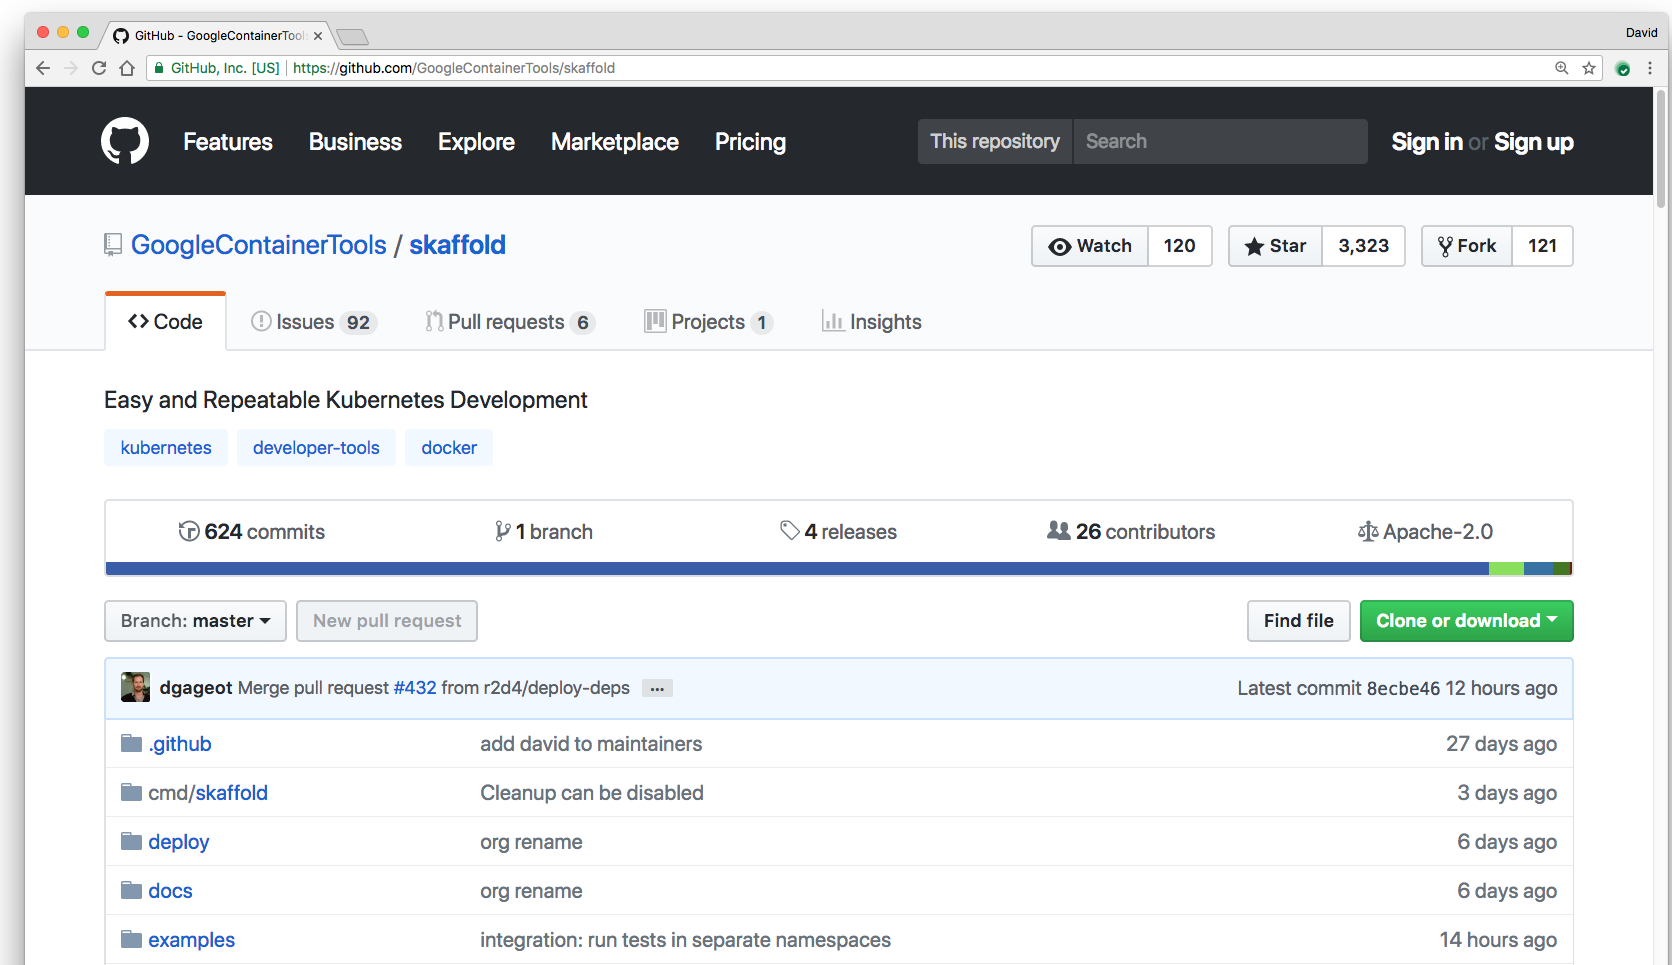 GitHub - GoogleContainerTools
David
GitHub, Inc. [US] https://github.com/GoogleContainerTools/skaffold
Features Business Explore Marketplace Pricing This repository Search Sign in or Sign up
GoogleContainerTools / skaffold Watch 120 Star 3,323 Fork 121
Code Issues 92 Pull requests 6 Projects 1 Insights
Easy and Repeatable Kubernetes Development
kubernetes developer-tools docker
624 commits 1 branch 4 releases 26 contributors Apache-2.0
Branch: master New pull request Find file Clone or download
dgageot Merge pull request #432 from r2d4/deploy-deps ... Latest commit 8ecbe46 12 hours ago
.github add david to maintainers 27 days ago
cmd/skaffold Cleanup can be disabled 3 days ago
deploy org rename 6 days ago
docs org rename 6 days ago
examples integration: run tests in separate namespaces 14 hours ago